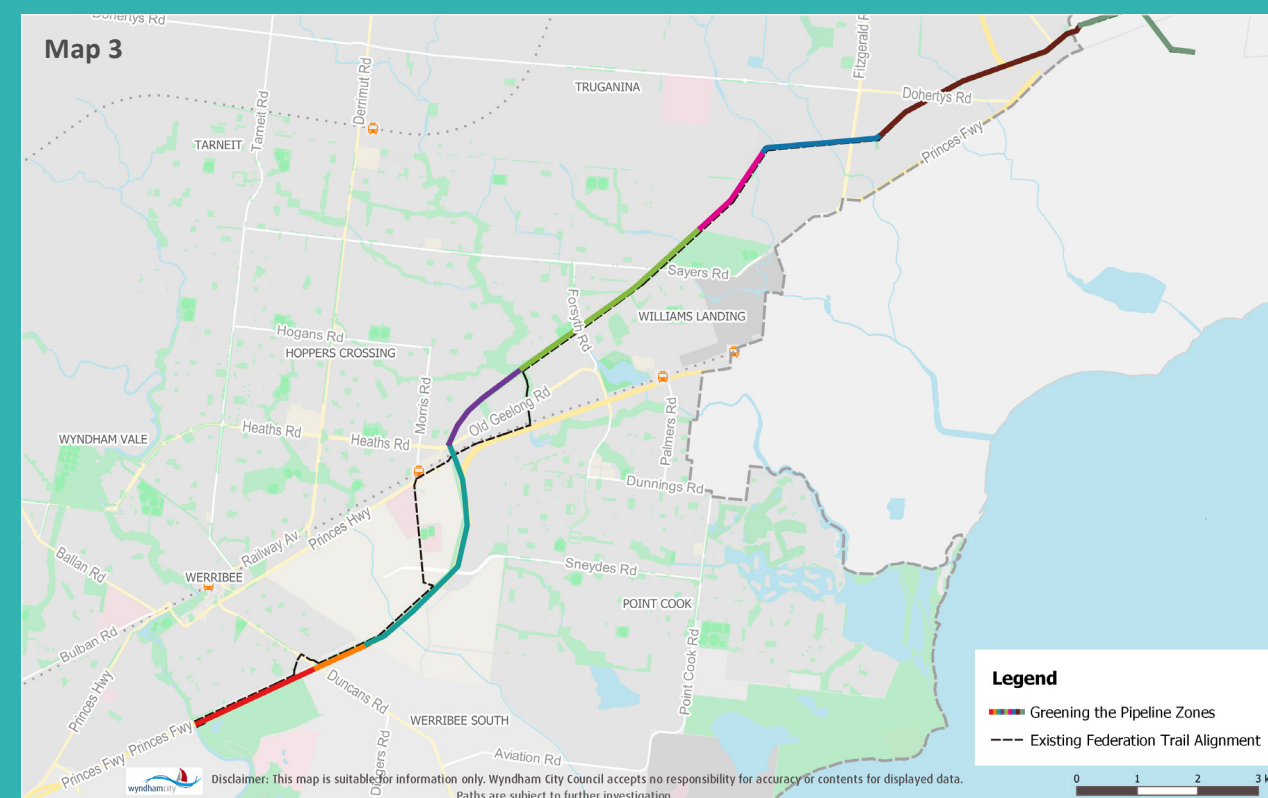 Dohertys Rd
Map 3
Fitzgerald R
Derrimut Rd
TRUGANINA
Tarneit Rd
Dohertys Rd
TARNEIT
Princes Fwy
Sayers Rd
Forsyth Rd
WILLIAMS LANDING
Hogans Rd
HOPPERS CROSSING
Morris Rd
Old Geelong Rd
Palmers Rd
Heaths Rd
Heaths Rd
WYNDHAM VALE
Dunnings Rd
Princes Hwy
Railway Av
Ballan Rd
Sneydes Rd
WERRIBEE
POINT COOK
Bulban Rd
Point Cook Rd
Princes Hwy
Duncans Rd
Legend
Greening the Pipeline Zones
WERRIBEE SOUTH
Princes Fwy
Existing Federation Trail Alignment
Aviation Rd
Princes Fwy
wyndhamcity
Disclaimer: This map is suitable for information only. Wyndham City Council accepts no responsibility for accuracy or contents for displayed data.
Paths are subject to further investigation
0 1 2 3 k